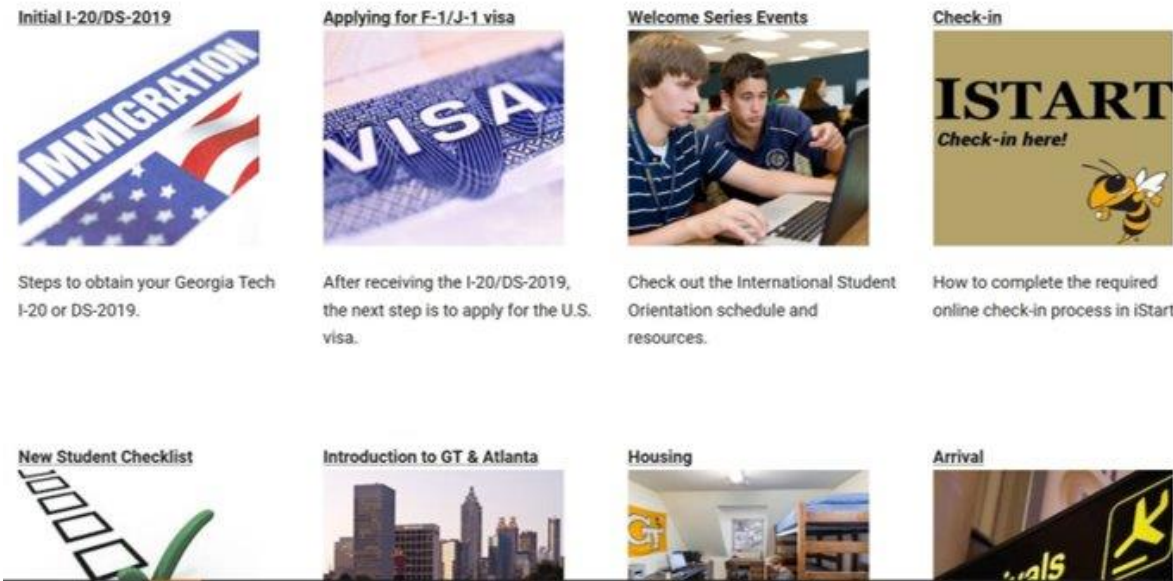 Initial I-20/DS-2019
Applying for F-1/J-1 visa
Welcome Series Events
Check-in
IMMIGRATION
VISA
ISTART
Check-in here!
Steps to obtain your Georgia Tech
I-20 or DS-2019.
After receiving the I-20/DS-2019,
the next step is to apply for the U.S.
visa.
Check out the International Student
Orientation schedule and
resources.
How to complete the required
online check-in process in iStart
New Student Checklist
Introduction to GT & Atlanta
Housing
Arrival
GT